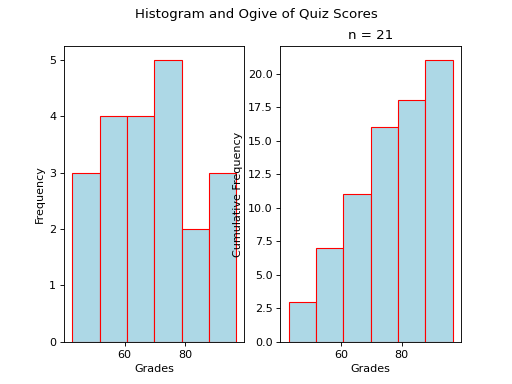 Histogram and Ogive of Quiz Scores
n = 21
5
4
3
2
1
0
Frequency
60 80
Grades
20.0
17.5
15.0
12.5
10.0
7.5
5.0
2.5
0.0
Cumulative Frequency
60 80
Grades